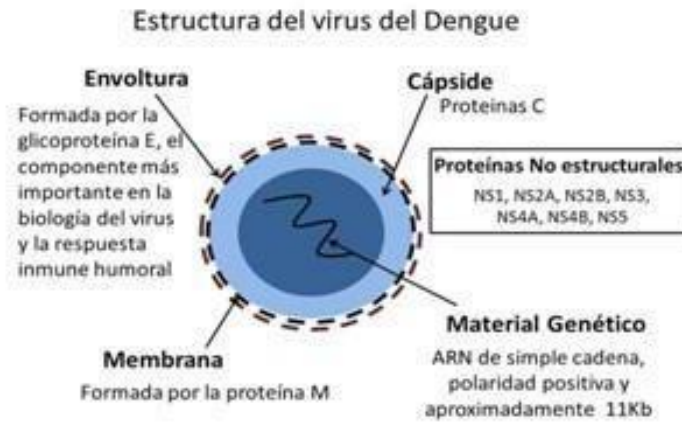 Estructura del virus del Dengue
Envoltura
Formada por la
glicoproteína E, el
componente más
importante en la
biología del virus
y la respuesta
inmune humoral
Cápside
Proteinas C
Proteínas No estructurales
NS1, NS2A, NS2B, NS3,
NS4A, NS4B, NS5
Membrana
Formada por la proteína M
Material Genético
ARN de simple cadena,
polaridad positiva y
aproximadamente 11Kb